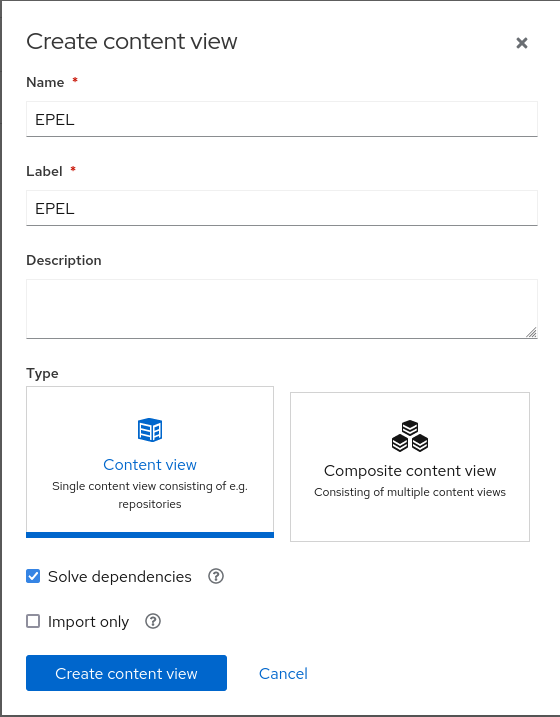 Create content view
Name *
EPEL
Label *
EPEL
Description
Type
Content view
Single content view consisting of e.g.
repositories
Composite content view
Consisting of multiple content views
Solve dependencies
Import only
Create content view
Cancel